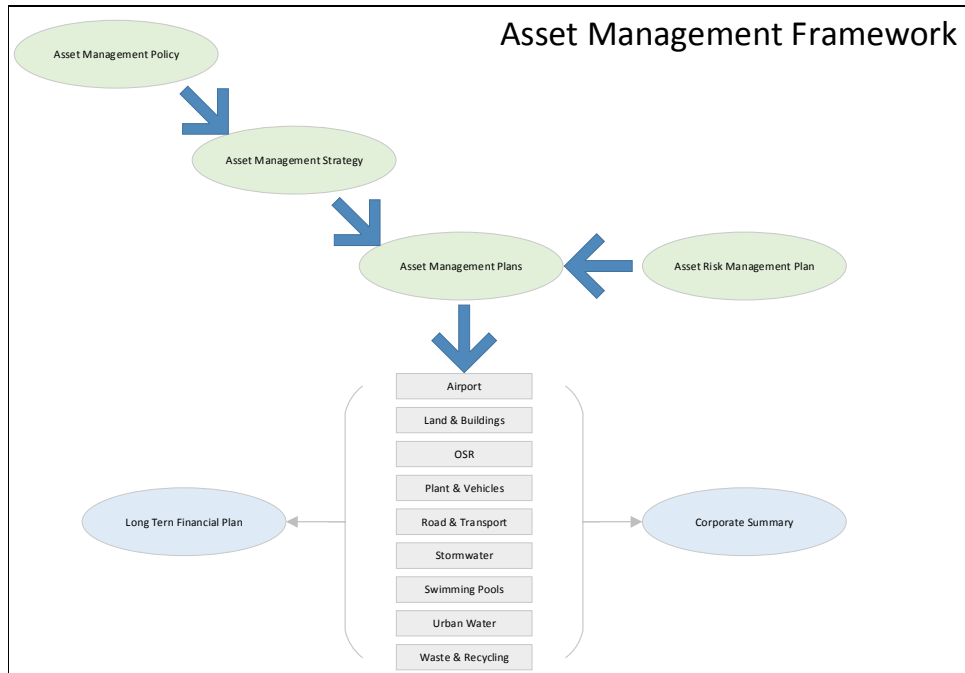 Asset Management Framework
Asset Management Policy
Asset Management Strategy
Asset Management Plans
Asset Risk Management Plan
Airport
Land & Buildings
OSR
Plant & Vehicles
Road & Transport
Stormwater
Swimming Pools
Urban Water
Waste & Recycling
Long Tern Financial Plan
Corporate Summary